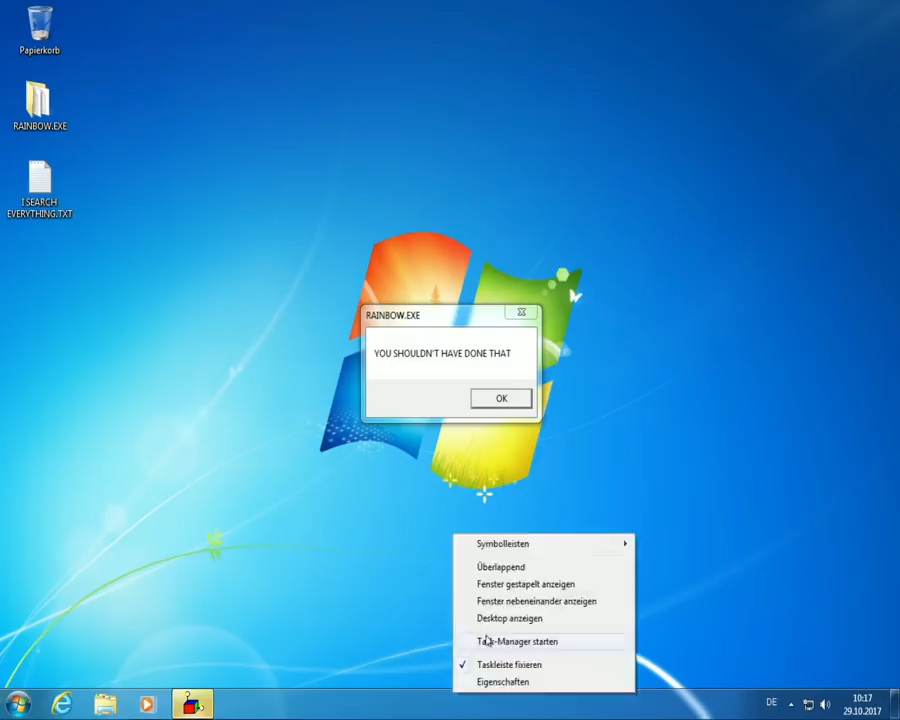 Papierkorb
RAINBOW.EXE
I SEARCH
EVERYTHING.TXT
RAINBOW.EXE
YOU SHOULDN'T HAVE DONE THAT
OK
Symbolleisten
Überlappend
Fenster gestapelt anzeigen
Fenster nebeneinander anzeigen
Desktop anzeigen
Task-Manager starten
Taskleiste fixieren
Eigenschaften
DE
10:17
29.10.2017